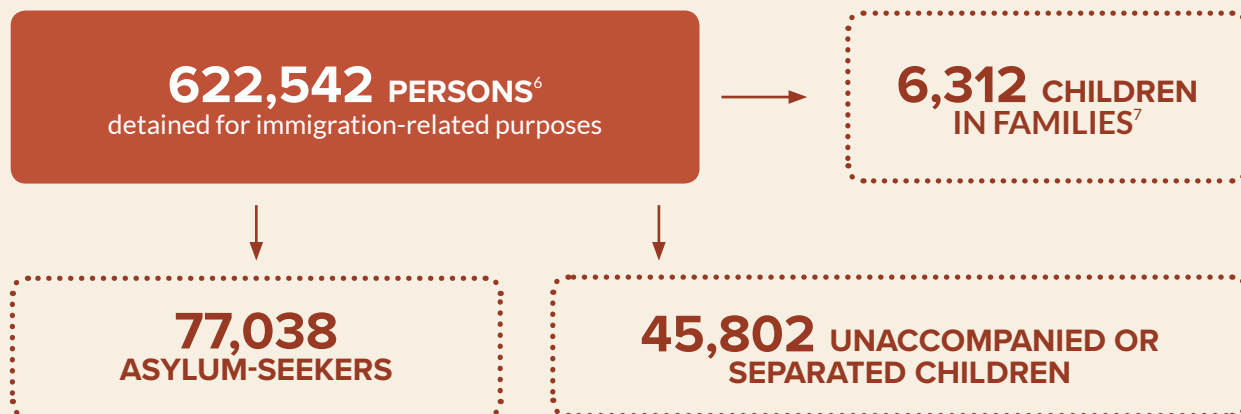 622,542 PERSONS6
detained for immigration-related purposes
6,312 CHILDREN
IN FAMILIES7
77,038
ASYLUM-SEEKERS
45,802 UNACCOMPANIED OR
SEPARATED CHILDREN